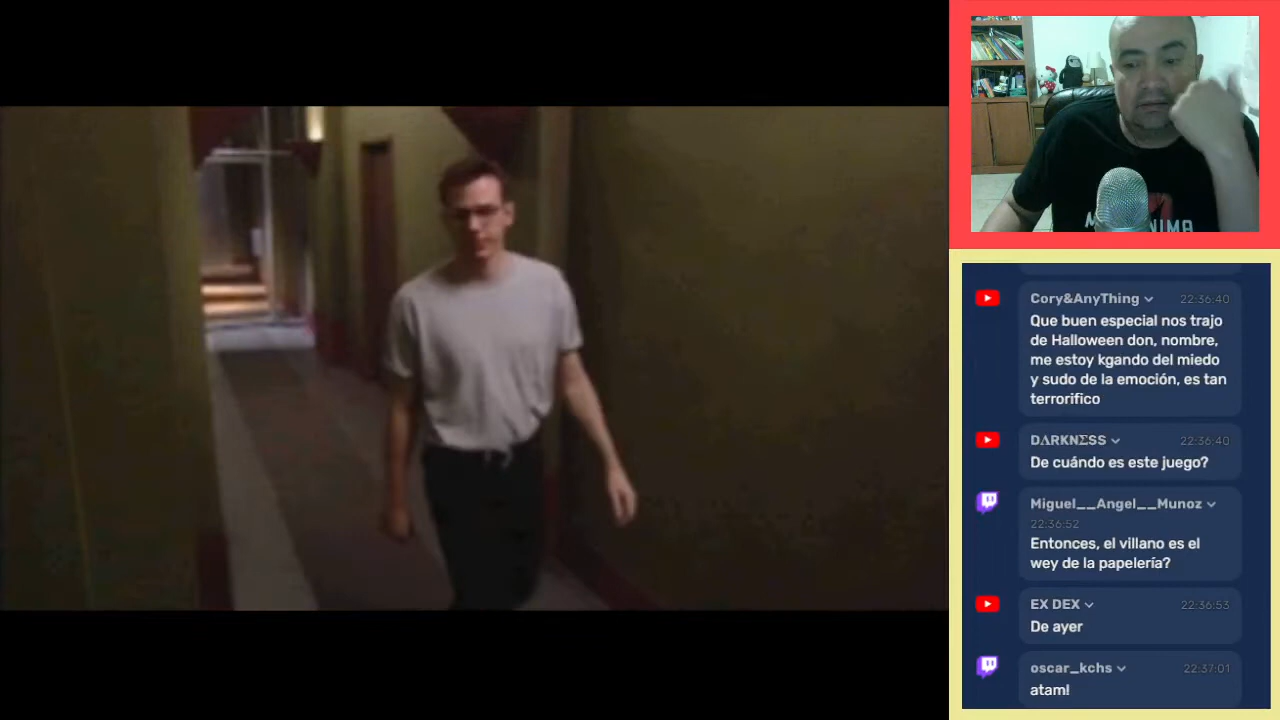 Cory&AnyThing 22:36:40
Que buen especial nos trajo
de Halloween don, nombre,
me estoy kgando del miedo
y sudo de la emoción, es tan
terrorifico
DΔRKNΣSS 22:36:40
De cuándo es este juego?
Miguel__Angel__Munoz
22:36:52
Entonces, el villano es el
wey de la papelería?
EX DEX 22:36:53
De ayer
oscar_kchs 22:37:01
atam!